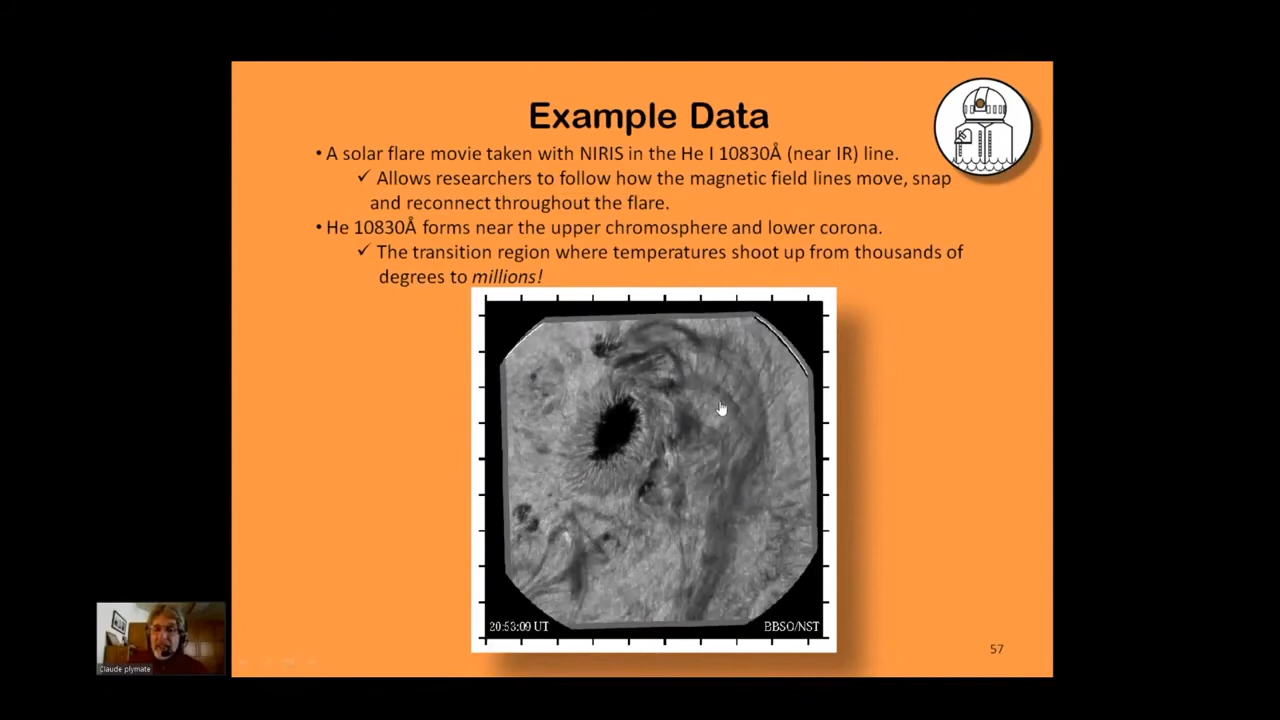 Example Data
• A solar flare movie taken with NIRIS in the He I 10830Å (near IR) line.
✓ Allows researchers to follow how the magnetic field lines move, snap
and reconnect throughout the flare.
• He 10830Å forms near the upper chromosphere and lower corona.
✓ The transition region where temperatures shoot up from thousands of
degrees to millions!
20:53:09 UT
BBSO/NST
57
Claude plymate